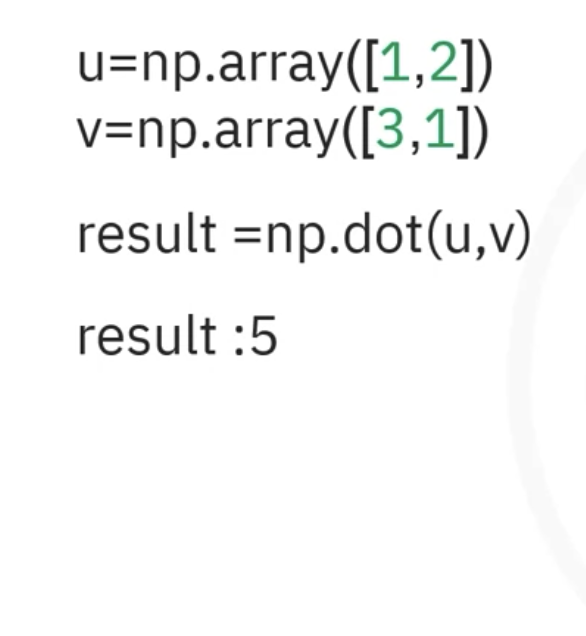 u=np.array([1,2])
v=np.array([3,1])
result =np.dot(u,v)
result :5